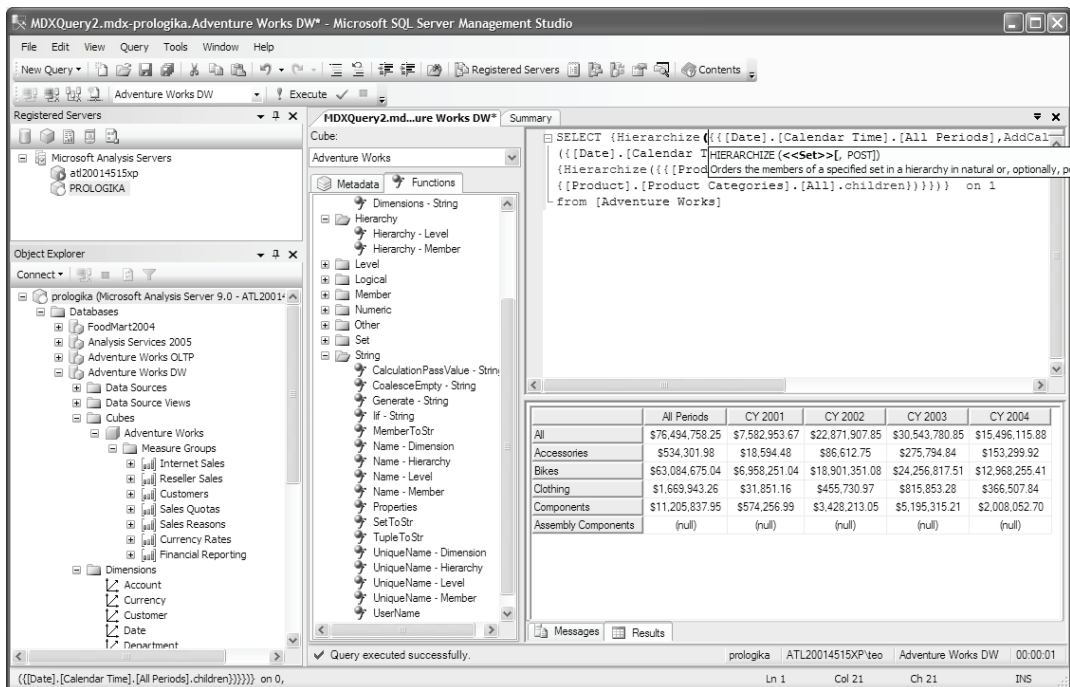 MDXQuery2.mdx-prologika.Adventure Works DW* - Microsoft SQL Server Management Studio
File Edit View Query Tools Window Help
New Query Registered Servers Contents
Adventure Works DW Execute
Registered Servers
Microsoft Analysis Servers
atl20014515xp
PROLOGIKA
Object Explorer
Connect
prologika (Microsoft Analysis Server 9.0 - ATL20014
Databases
FoodMart2004
Analysis Services 2005
Adventure Works OLTP
Adventure Works DW
Data Sources
Data Source Views
Cubes
Adventure Works
Measure Groups
Internet Sales
Reseller Sales
Customers
Sales Quotas
Sales Reasons
Currency Rates
Financial Reporting
Dimensions
Account
Currency
Customer
Date
Department
MDXQuery2.md...ure Works DW* Summary
Cube:
Adventure Works
Metadata Functions
Dimensions - String
Hierarchy
Hierarchy - Level
Hierarchy - Member
Level
Logical
Member
Numeric
Other
Set
String
CalculationPassValue - String
CoalesceEmpty - String
Generate - String
Iif - String
MemberToStr
Name - Dimension
Name - Hierarchy
Name - Level
Name - Member
Properties
SetToStr
TupleToStr
UniqueName - Dimension
UniqueName - Hierarchy
UniqueName - Level
UniqueName - Member
UserName
SELECT {Hierarchize({{[Date].[Calendar Time].[All Periods],AddCal
({[Date].[Calendar T
HIERARCHIZE (<<Set>>[, POST])
{Hierarchize({{[Prod
Orders the members of a specified set in a hierarchy in natural or, optionally, p
{[Product].[Product Categories].[All].children})}})} on 1
from [Adventure Works]
All Periods CY 2001 CY 2002 CY 2003 CY 2004
All $76,494,758.25 $7,582,953.67 $22,871,907.85 $30,543,780.85 $15,496,115.88
Accessories $534,301.98 $18,594.48 $86,612.75 $275,794.84 $153,299.92
Bikes $63,084,675.04 $6,958,251.04 $18,901,351.08 $24,256,817.51 $12,968,255.41
Clothing $1,669,943.26 $31,851.16 $455,730.97 $815,853.28 $366,507.84
Components $11,205,837.95 $574,256.99 $3,428,213.05 $5,195,315.21 $2,008,052.70
Assembly Components (null) (null) (null) (null) (null)
Messages Results
Query executed successfully. prologika ATL20014515XP\teo Adventure Works DW 00:00:01
({{[Date].[Calendar Time].[All Periods].children})}})} on 0, Ln 1 Col 21 Ch 21 INS